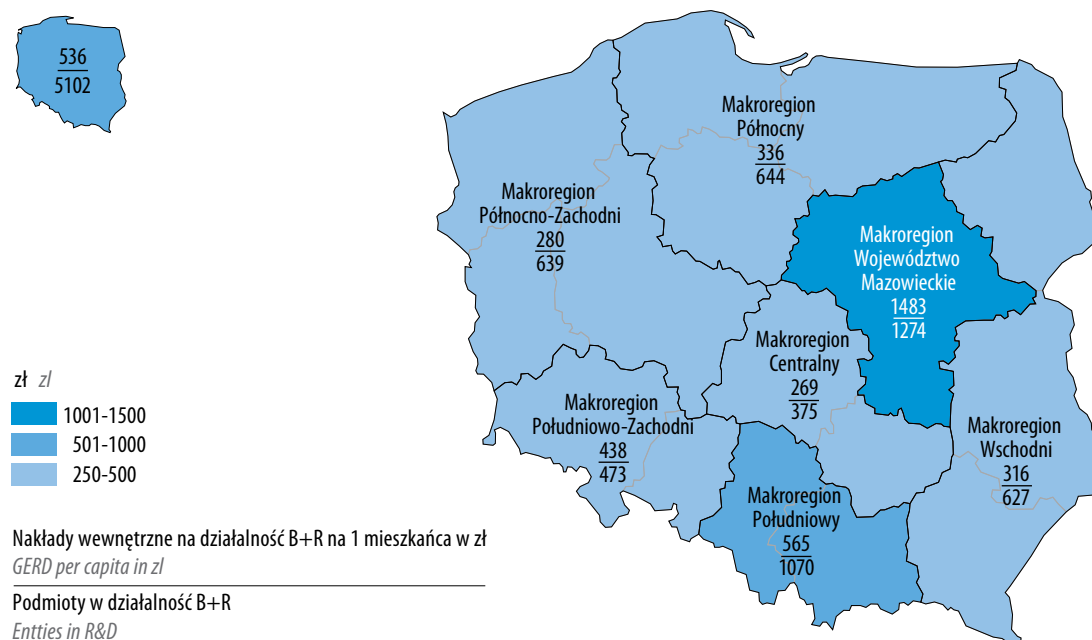 536
5102
Makroregion
Północny
336
644
Makroregion
Północno-Zachodni
280
639
Makroregion
Województwo
Mazowieckie
1483
1274
Makroregion
Centralny
269
375
Makroregion
Południowo-Zachodni
438
473
Makroregion
Wschodni
316
627
Makroregion
Południowy
565
1070
zł zl
1001-1500
501-1000
250-500
Nakłady wewnętrzne na działalność B+R na 1 mieszkańca w zł
GERD per capita in zl
Podmioty w działalność B+R
Entties in R&D